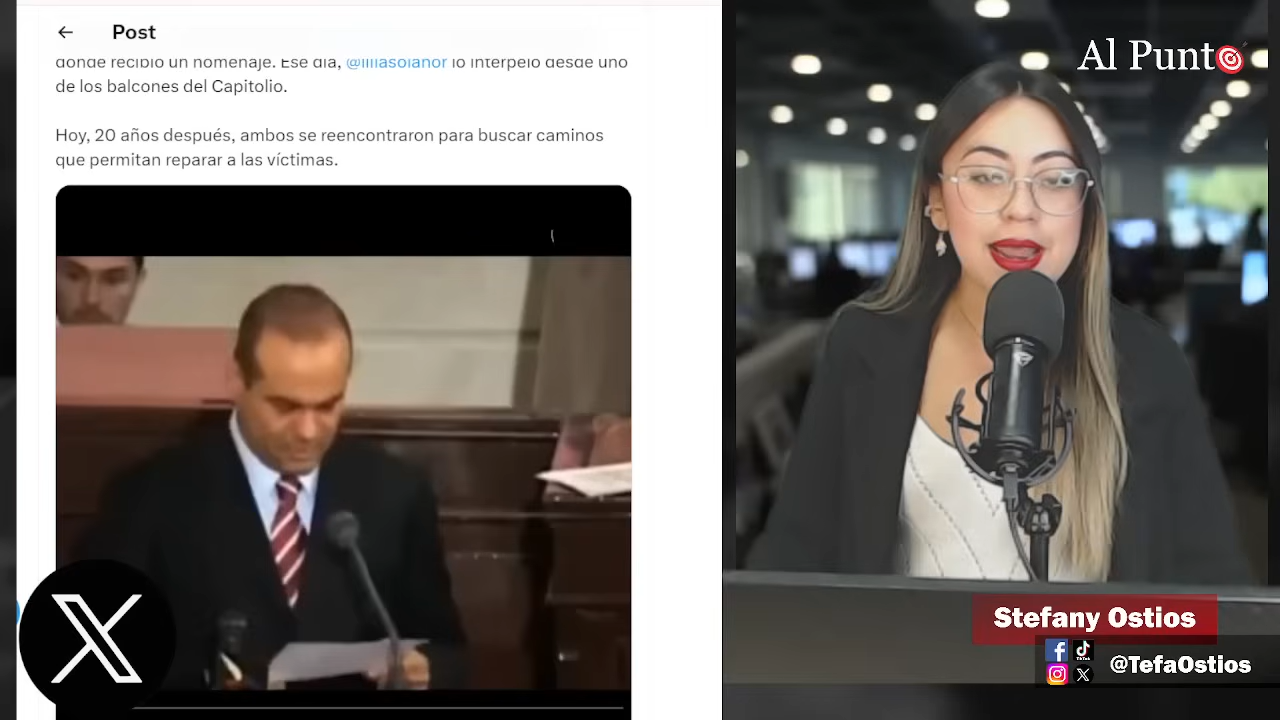 Post
donde recibió un homenaje. Ese día, @liliasolanor lo interpeló desde uno
de los balcones del Capitolio.
Hoy, 20 años después, ambos se reencontraron para buscar caminos
que permitan reparar a las víctimas.
Al Punto
Stefany Ostios
@TefaOstios